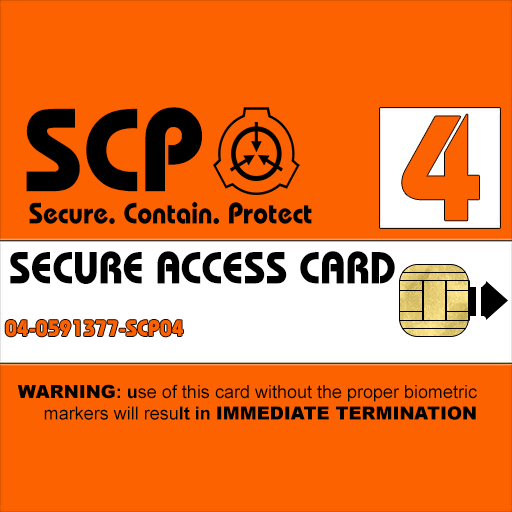 SCP
4
Secure. Contain. Protect
SECURE ACCESS CARD
04-0591377-SCP04
WARNING: use of this card without the proper biometric
markers will result in IMMEDIATE TERMINATION